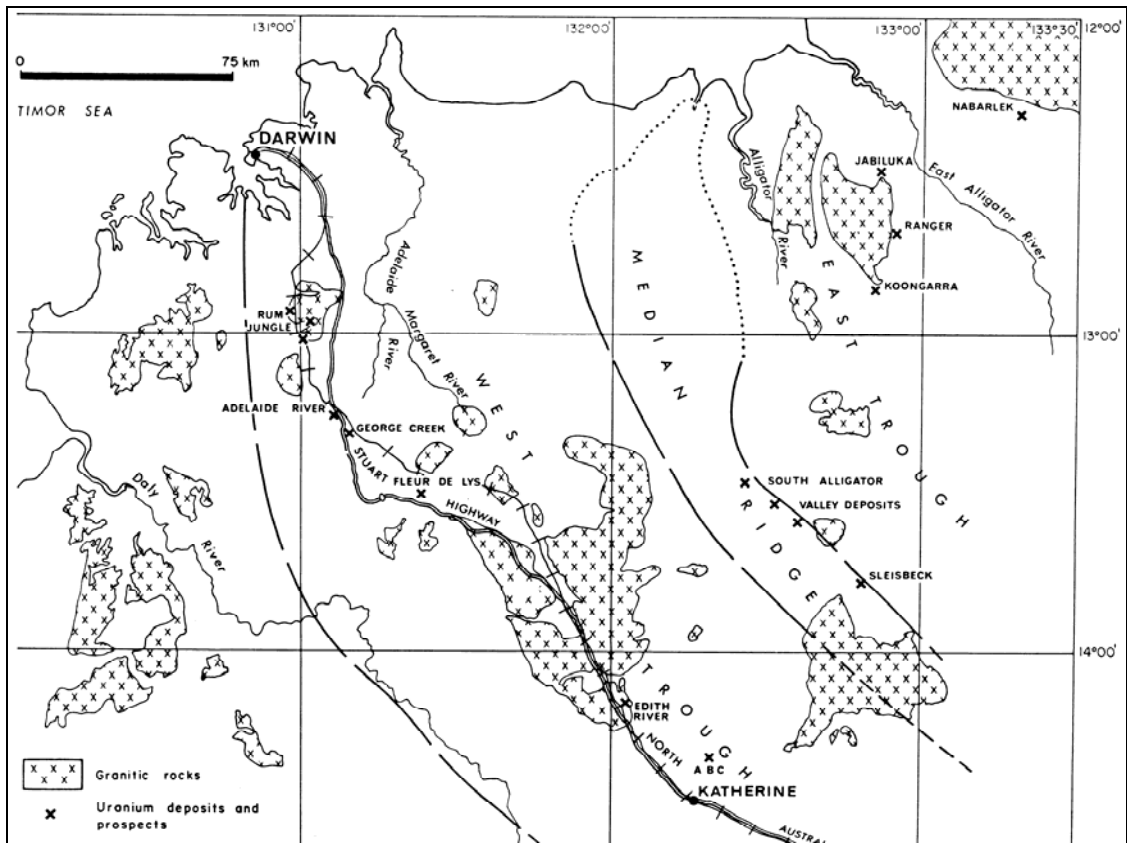 131°00'
132°00'
133°00'
133°30'
12°00'
0
75 km
TIMOR SEA
DARWIN
NABARLEK
JABILUKA
East Alligator River
Alligator River
RANGER
KOONGARRA
EAST TROUGH
MEDIAN RIDGE
Adelaide River
Margaret River
WEST TROUGH
RUM
JUNGLE
13°00'
ADELAIDE RIVER
GEORGE CREEK
STUART HIGHWAY
FLEUR DE LYS
SOUTH ALLIGATOR
VALLEY DEPOSITS
SLEISBECK
Daly River
14°00'
EDITH
RIVER
NORTH
ABC
KATHERINE
Granitic rocks
Uranium deposits and
prospects